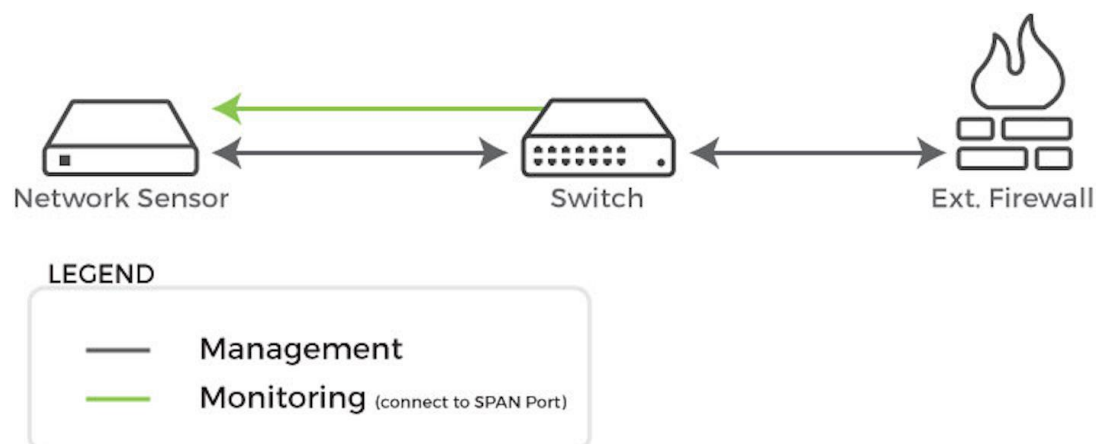 Network Sensor
Switch
Ext. Firewall
LEGEND
Management
Monitoring (connect to SPAN Port)